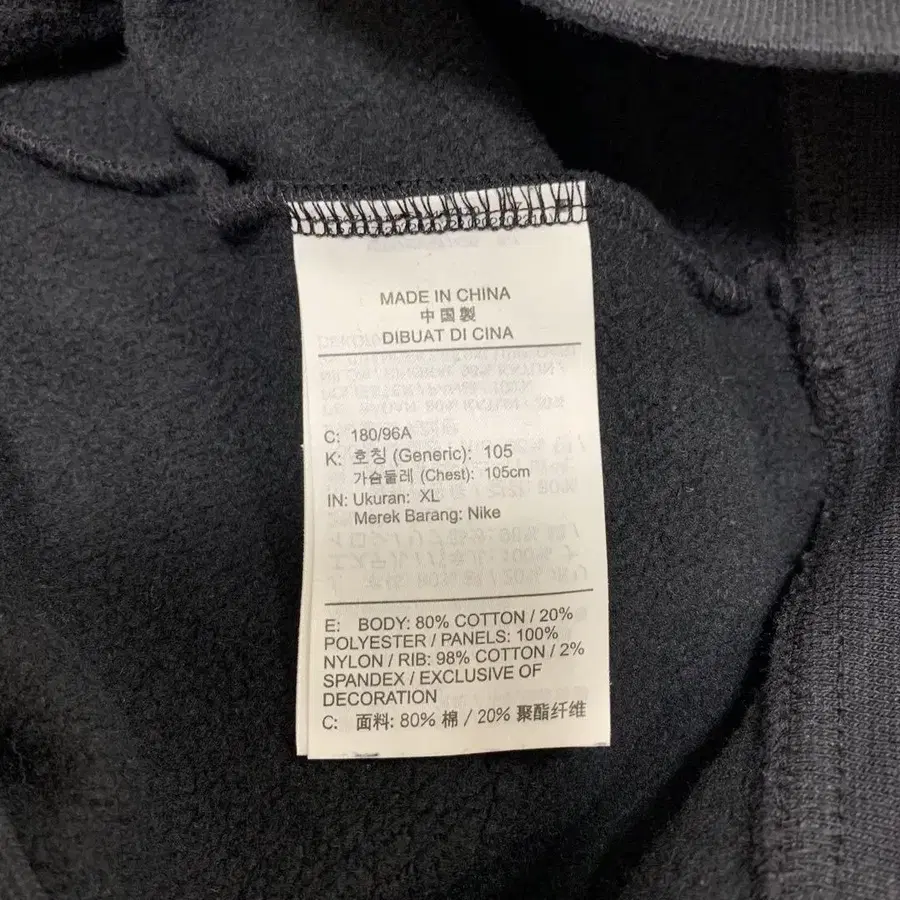 MADE IN CHINA
中国製
DIBUAT DI CINA
C: 180/96A
K: 호칭 (Generic): 105
가슴둘레 (Chest): 105cm
IN: Ukuran: XL
Merek Barang: Nike
E: BODY: 80% COTTON / 20%
POLYESTER / PANELS: 100%
NYLON / RIB: 98% COTTON / 2%
SPANDEX / EXCLUSIVE OF
DECORATION
C: 面料: 80% 棉 / 20% 聚酯纤维